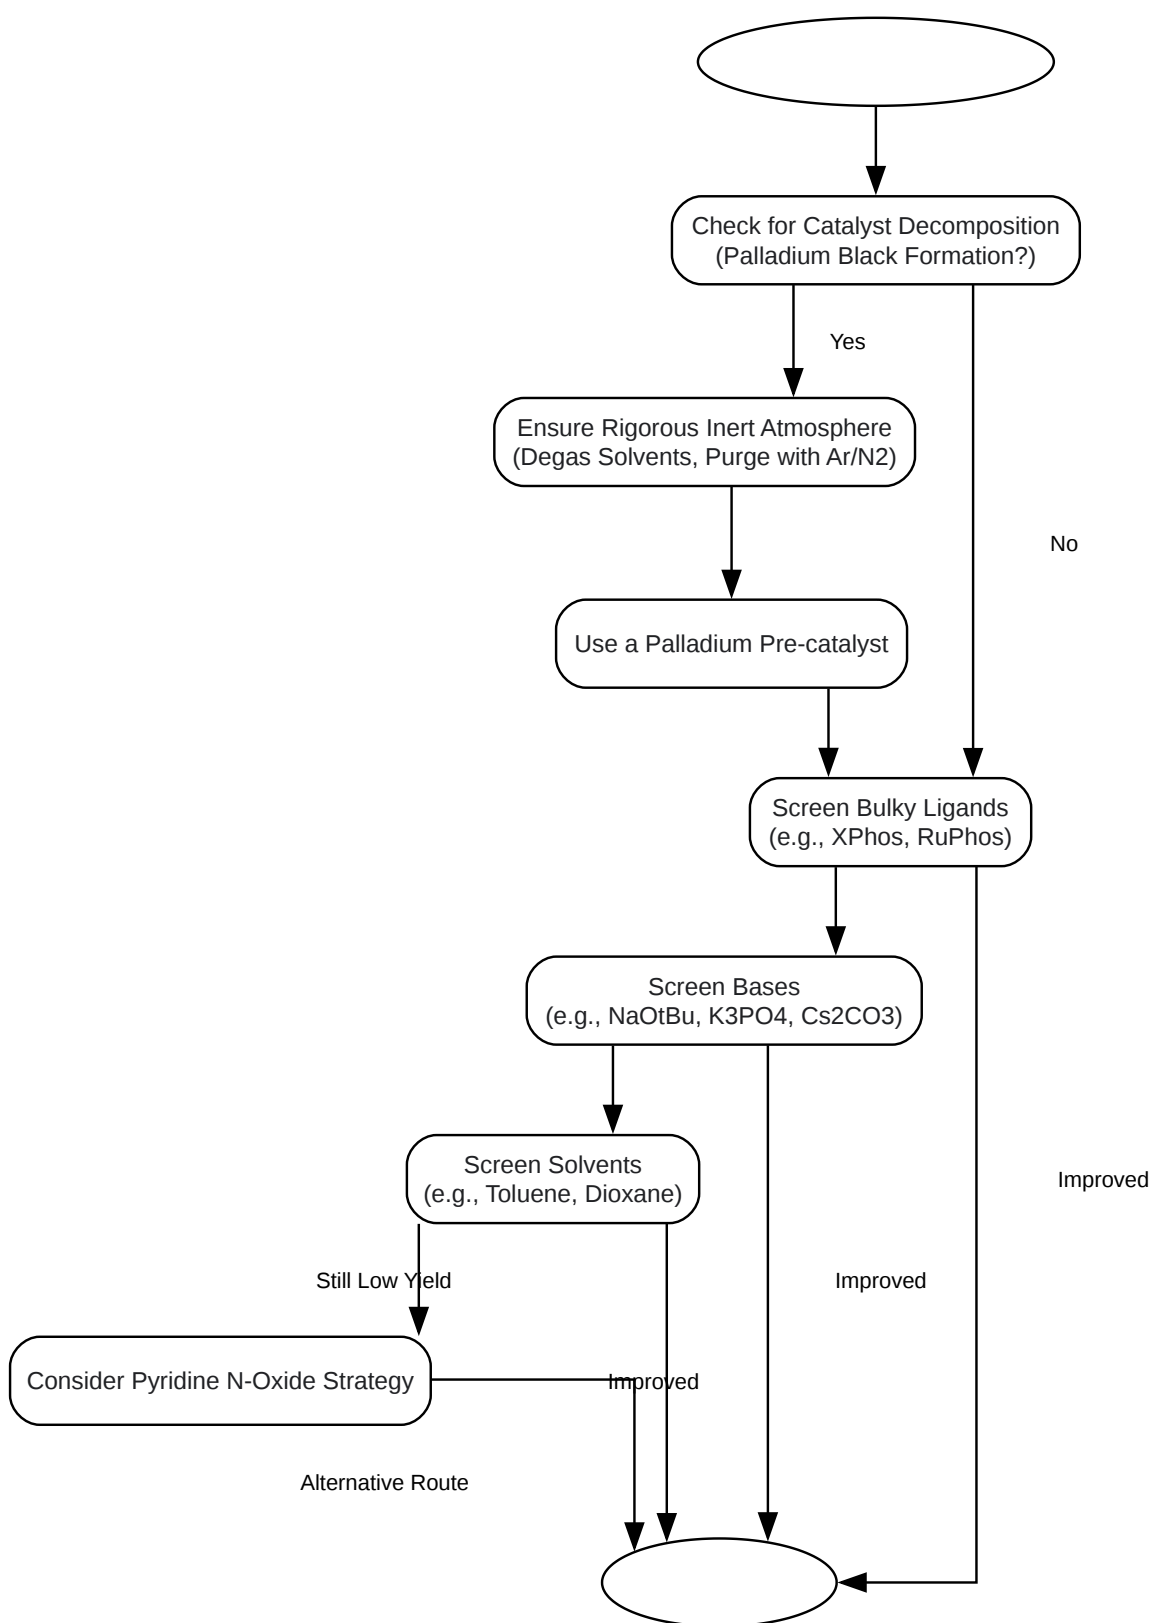 Check for Catalyst Decomposition
(Palladium Black Formation?)
Yes
Ensure Rigorous Inert Atmosphere
(Degas Solvents, Purge with Ar/N2)
No
Use a Palladium Pre-catalyst
Screen Bulky Ligands
(e.g., XPhos, RuPhos)
Screen Bases
(e.g., NaOtBu, K3PO4, Cs2CO3)
Screen Solvents
(e.g., Toluene, Dioxane)
Improved
Still Low Yield
Improved
Consider Pyridine N-Oxide Strategy
Improved
Alternative Route